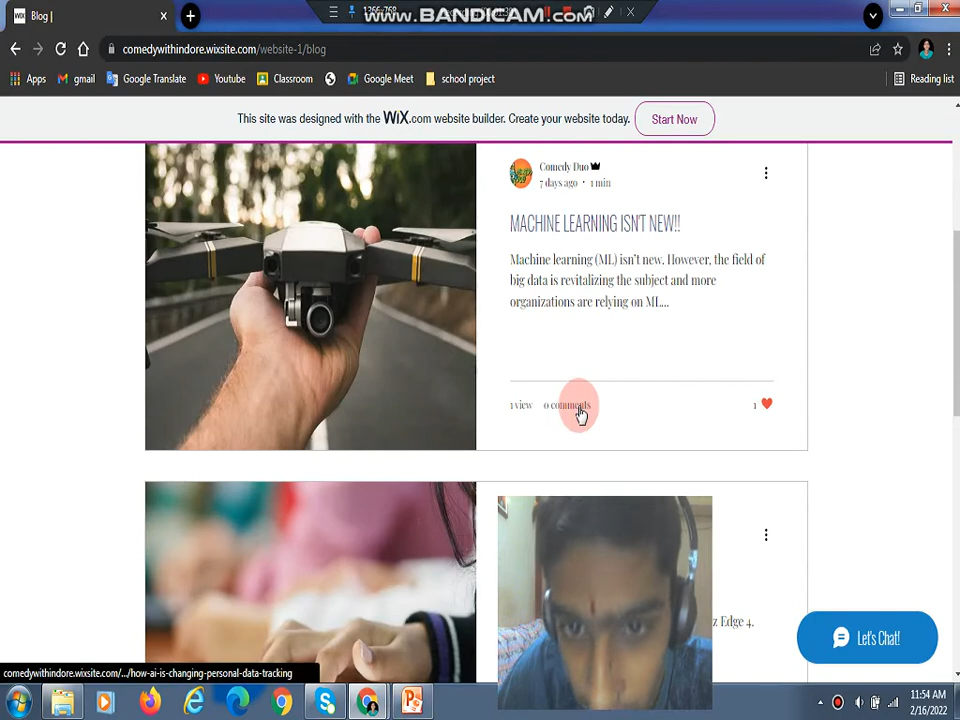 Blog |
www.BANDICAM.com
comedywithindore.wixsite.com/website-1/blog
Apps
gmail
Google Translate
Youtube
Classroom
Google Meet
school project
Reading list
This site was designed with the WiX.com website builder. Create your website today.
Start Now
Comedy Duo
7 days ago · 1 min
MACHINE LEARNING ISN'T NEW!!
Machine learning (ML) isn't new. However, the field of
big data is revitalizing the subject and more
organizations are relying on ML...
1 view
0 comments
1
z Edge 4.
Let's Chat!
comedywithindore.wixsite.com/.../how-ai-is-changing-personal-data-tracking
11:54 AM
2/16/2022